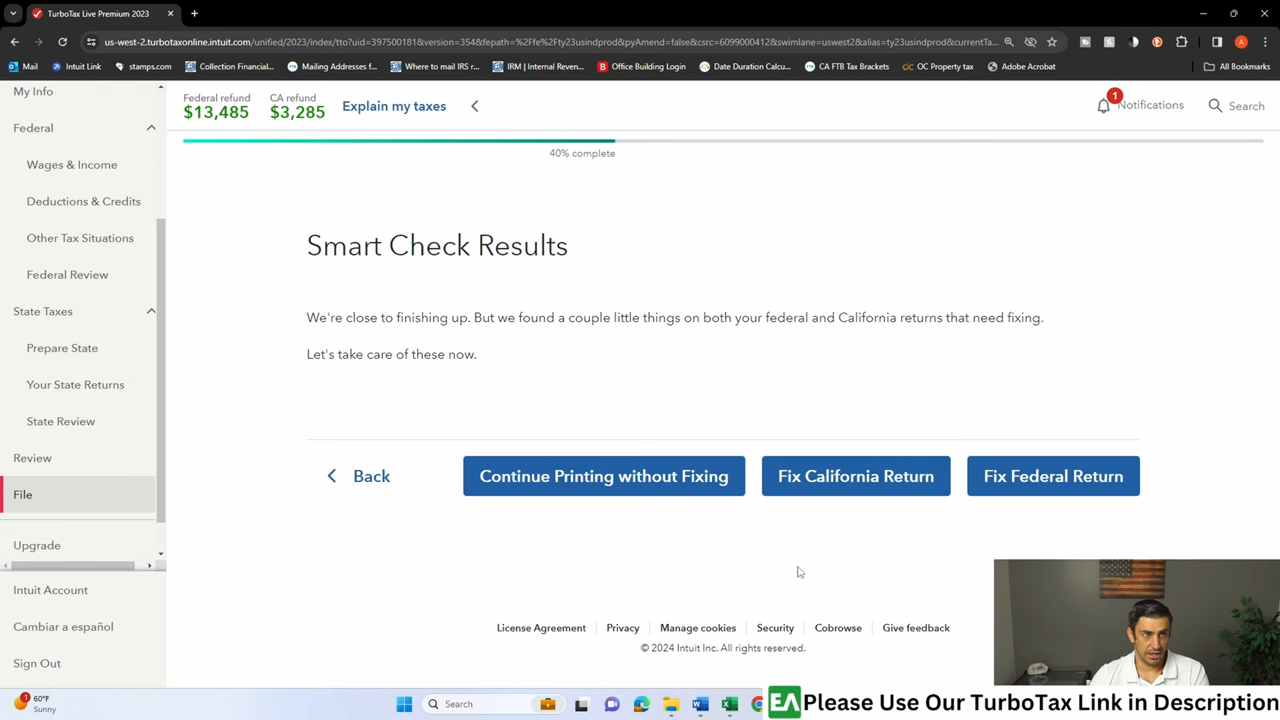 TurboTax Live Premium 2023
us-west-2.turbotaxonline.intuit.com/unified/2023/index/tto?uid=397500181&version=354&fepath=%2Ffe%2Fty23usindprod&pyAmend=false&csrc=6099000412&swimlane=uswest2&alias=ty23usindprod&currentTa...
Mail
Intuit Link
stamps.com
Collection Financial...
Mailing Addresses f...
Where to mail IRS r...
IRM | Internal Reven...
Office Building Login
Date Duration Calcu...
CA FTB Tax Brackets
OC Property tax
Adobe Acrobat
All Bookmarks
My Info
Federal
Wages & Income
Deductions & Credits
Other Tax Situations
Federal Review
State Taxes
Prepare State
Your State Returns
State Review
Review
File
Upgrade
Intuit Account
Cambiar a español
Sign Out
Federal refund
$13,485
CA refund
$3,285
Explain my taxes
1
Notifications
Search
40% complete
Smart Check Results
We're close to finishing up. But we found a couple little things on both your federal and California returns that need fixing.
Let's take care of these now.
Back
Continue Printing without Fixing
Fix California Return
Fix Federal Return
License Agreement
Privacy
Manage cookies
Security
Cobrowse
Give feedback
© 2024 Intuit Inc. All rights reserved.
1
60°F
Sunny
Search
EA
Please Use Our TurboTax Link in Description